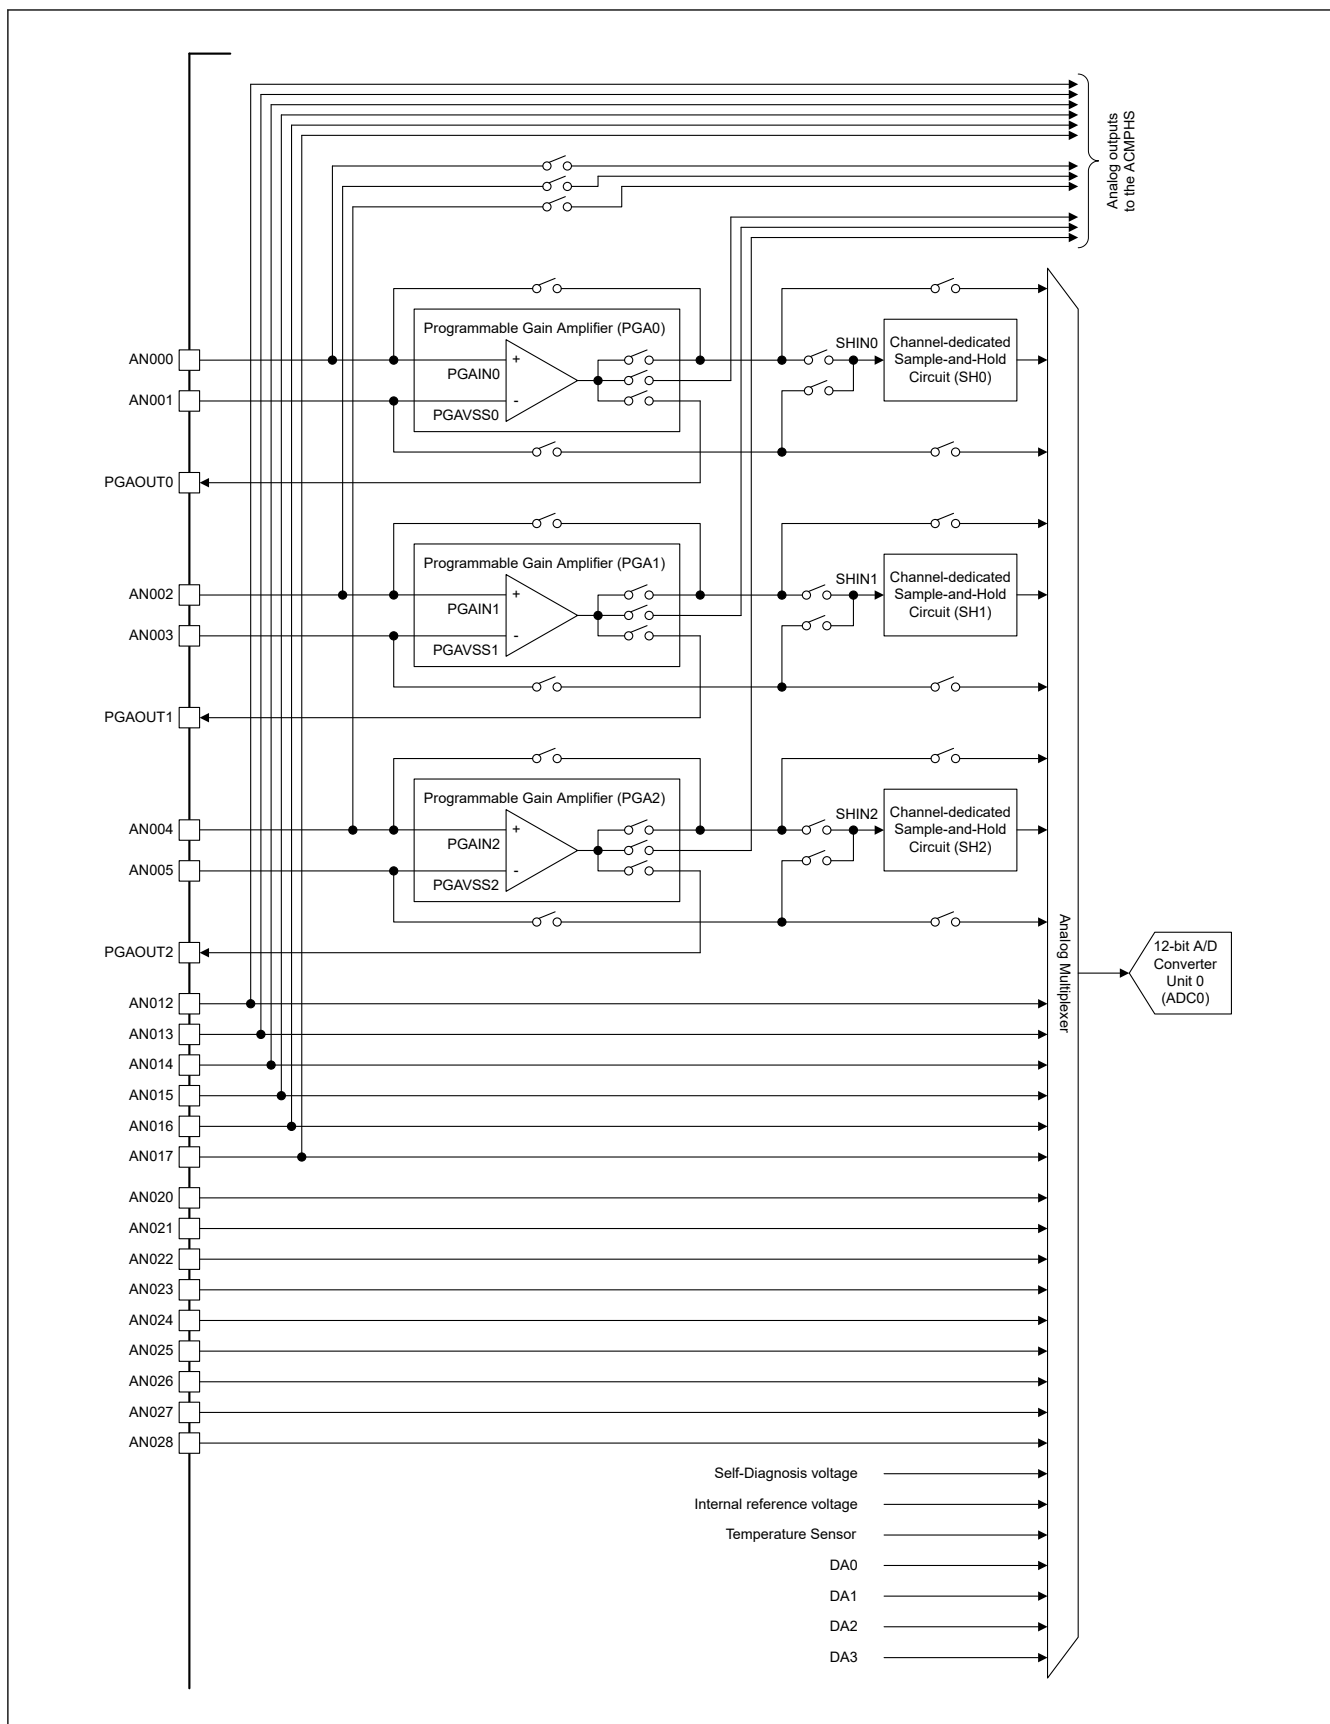 Analog outputs
to the ACMPHS
Programmable Gain Amplifier (PGA0)
AN000
+
PGAIN0
SHIN0
Channel-dedicated
Sample-and-Hold
Circuit (SH0)
AN001
-
PGAVSS0
PGAOUT0
Programmable Gain Amplifier (PGA1)
AN002
+
PGAIN1
SHIN1
Channel-dedicated
Sample-and-Hold
Circuit (SH1)
AN003
-
PGAVSS1
PGAOUT1
Programmable Gain Amplifier (PGA2)
AN004
+
PGAIN2
SHIN2
Channel-dedicated
Sample-and-Hold
Circuit (SH2)
AN005
-
PGAVSS2
PGAOUT2
Analog Multiplexer
12-bit A/D
Converter
Unit 0
(ADC0)
AN012
AN013
AN014
AN015
AN016
AN017
AN020
AN021
AN022
AN023
AN024
AN025
AN026
AN027
AN028
Self-Diagnosis voltage
Internal reference voltage
Temperature Sensor
DA0
DA1
DA2
DA3